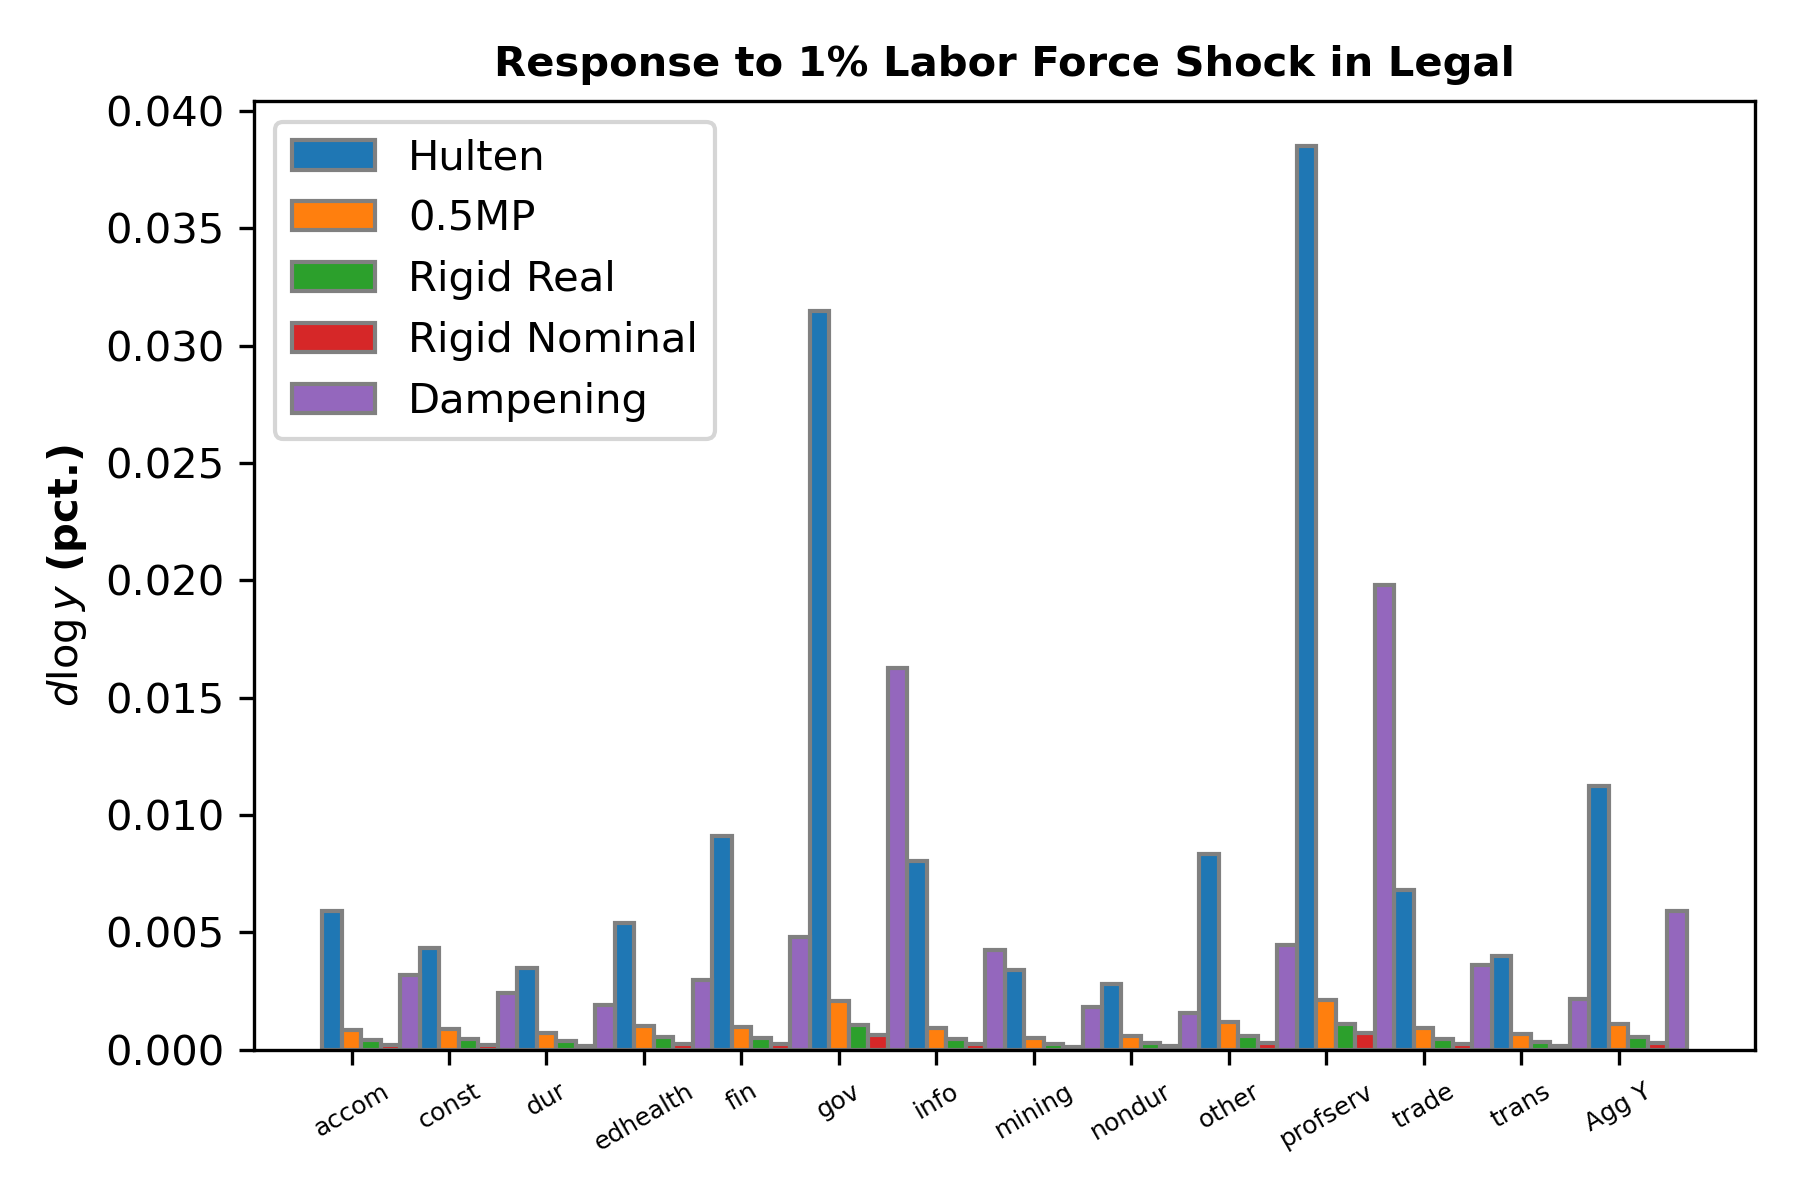 Response to 1% Labor Force Shock in Legal
0.040
0.035
0.030
0.025
0.020
0.015
0.010
0.005
0.000
dlog y (pct.)
Hulten
0.5MP
Rigid Real
Rigid Nominal
Dampening
accom
const
dur
edhealth
fin
gov
info
mining
nondur
other
profserv
trade
trans
Agg Y